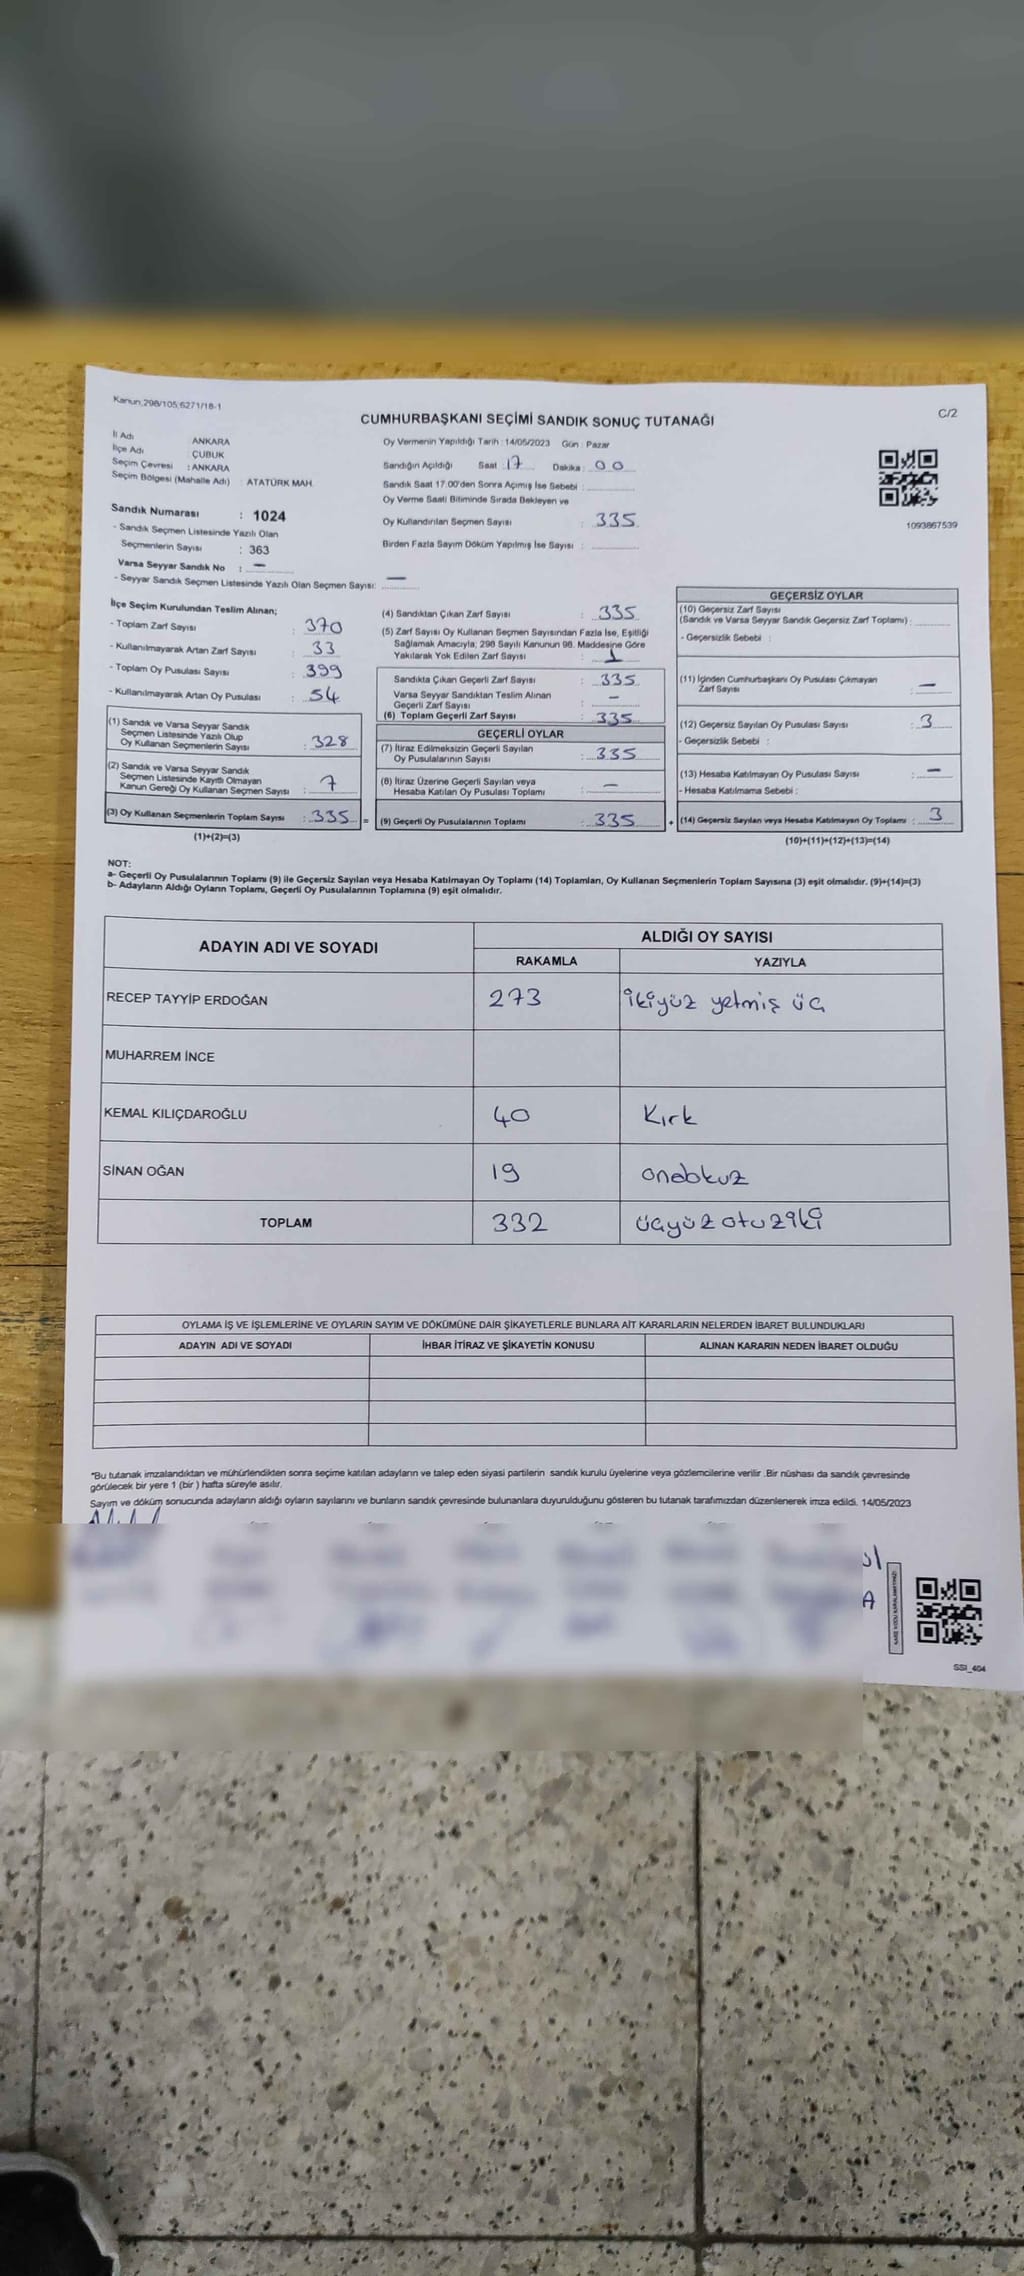 Kanun;298/105;6271/18-1
C/2
CUMHURBAŞKANI SEÇİMİ SANDIK SONUÇ TUTANAĞI
İl Adı ANKARA
İlçe Adı ÇUBUK
Seçim Çevresi : ANKARA
Seçim Bölgesi (Mahalle Adı) : ATATÜRK MAH.
Sandık Numarası : 1024
- Sandık Seçmen Listesinde Yazılı Olan
Seçmenlerin Sayısı : 363
Varsa Seyyar Sandık No : —
- Seyyar Sandık Seçmen Listesinde Yazılı Olan Seçmen Sayısı: —
Oy Vermenin Yapıldığı Tarih : 14/05/2023 Gün : Pazar
Sandığın Açıldığı Saat : 17 Dakika : 00
Sandık Saat 17:00'den Sonra Açımış İse Sebebi :
Oy Verme Saati Bitiminde Sırada Bekleyen ve
Oy Kullandırılan Seçmen Sayısı : 335
Birden Fazla Sayım Döküm Yapılmış İse Sayısı :
1093867539
İlçe Seçim Kurulundan Teslim Alınan;
- Toplam Zarf Sayısı : 370
- Kullanılmayarak Artan Zarf Sayısı : 33
- Toplam Oy Pusulası Sayısı : 399
- Kullanılmayarak Artan Oy Pusulası : 54
(1) Sandık ve Varsa Seyyar Sandık
Seçmen Listesinde Yazılı Olup
Oy Kullanan Seçmenlerin Sayısı : 328
(2) Sandık ve Varsa Seyyar Sandık
Seçmen Listesinde Kayıtlı Olmayan
Kanun Gereği Oy Kullanan Seçmen Sayısı : 7
(3) Oy Kullanan Seçmenlerin Toplam Sayısı : 335 =
(1)+(2)=(3)
(4) Sandıktan Çıkan Zarf Sayısı : 335
(5) Zarf Sayısı Oy Kullanan Seçmen Sayısından Fazla İse, Eşitliği
Sağlamak Amacıyla; 298 Sayılı Kanunun 98. Maddesine Göre
Yakılarak Yok Edilen Zarf Sayısı : 1
Sandıkta Çıkan Geçerli Zarf Sayısı : 335
Varsa Seyyar Sandıktan Teslim Alınan
Geçerli Zarf Sayısı : —
(6) Toplam Geçerli Zarf Sayısı : 335
GEÇERLİ OYLAR
(7) İtiraz Edilmeksizin Geçerli Sayılan
Oy Pusulalarının Sayısı : 335
(8) İtiraz Üzerine Geçerli Sayılan veya
Hesaba Katılan Oy Pusulası Toplamı : —
(9) Geçerli Oy Pusulalarının Toplamı : 335 +
GEÇERSİZ OYLAR
(10) Geçersiz Zarf Sayısı
(Sandık ve Varsa Seyyar Sandık Geçersiz Zarf Toplamı) :
- Geçersizlik Sebebi :
(11) İçinden Cumhurbaşkanı Oy Pusulası Çıkmayan
Zarf Sayısı : —
(12) Geçersiz Sayılan Oy Pusulası Sayısı : 3
- Geçersizlik Sebebi :
(13) Hesaba Katılmayan Oy Pusulası Sayısı : —
- Hesaba Katılmama Sebebi :
(14) Geçersiz Sayılan veya Hesaba Katılmayan Oy Toplamı : 3
(10)+(11)+(12)+(13)=(14)
NOT:
a- Geçerli Oy Pusulalarının Toplamı (9) ile Geçersiz Sayılan veya Hesaba Katılmayan Oy Toplamı (14) Toplamları, Oy Kullanan Seçmenlerin Toplam Sayısına (3) eşit olmalıdır. (9)+(14)=(3)
b- Adayların Aldığı Oyların Toplamı, Geçerli Oy Pusulalarının Toplamına (9) eşit olmalıdır.
ADAYIN ADI VE SOYADI ALDIĞI OY SAYISI
RAKAMLA YAZIYLA
RECEP TAYYİP ERDOĞAN 273 ikiyüz yetmiş üç
MUHARREM İNCE
KEMAL KILIÇDAROĞLU 40 Kırk
SİNAN OĞAN 19 ondokuz
TOPLAM 332 üçyüz otuz iki
OYLAMA İŞ VE İŞLEMLERİNE VE OYLARIN SAYIM VE DÖKÜMÜNE DAİR ŞİKAYETLERLE BUNLARA AİT KARARLARIN NELERDEN İBARET BULUNDUKLARI
ADAYIN ADI VE SOYADI İHBAR İTİRAZ VE ŞİKAYETİN KONUSU ALINAN KARARIN NEDEN İBARET OLDUĞU
"Bu tutanak imzalandıktan ve mühürlendikten sonra seçime katılan adayların ve talep eden siyasi partilerin sandık kurulu üyelerine veya gözlemcilerine verilir .Bir nüshası da sandık çevresinde
görülecek bir yere 1 (bir ) hafta süreyle asılır.
Sayım ve döküm sonucunda adayların aldığı oyların sayılarını ve bunların sandık çevresinde bulunanlara duyurulduğunu gösteren bu tutanak tarafımızdan düzenlenerek imza edildi. 14/05/2023
SSI_404